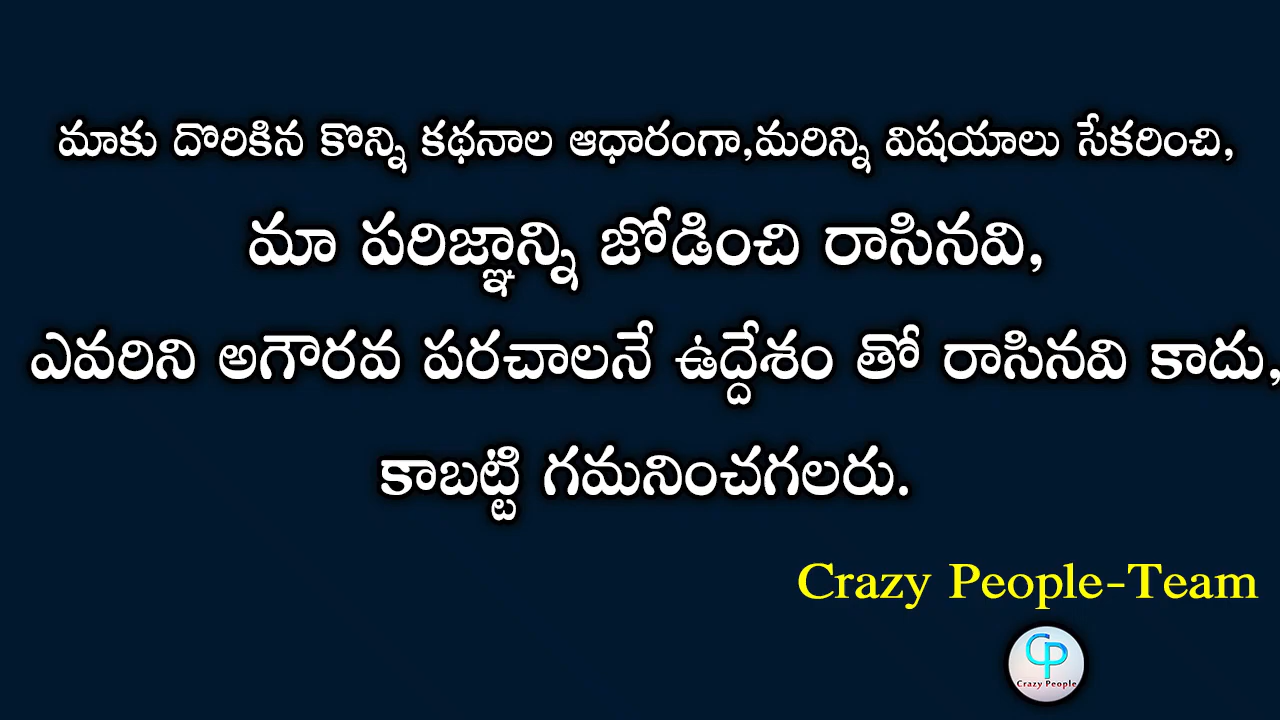 మాకు దొరికిన కొన్ని కథనాల ఆధారంగా,మరిన్ని విషయాలు సేకరించి,
మా పరిజ్ఞాన్ని జోడించి రాసినవి,
ఎవరిని అగౌరవ పరచాలనే ఉద్దేశం తో రాసినవి కాదు,
కాబట్టి గమనించగలరు.
Crazy People-Team
CP
Crazy People